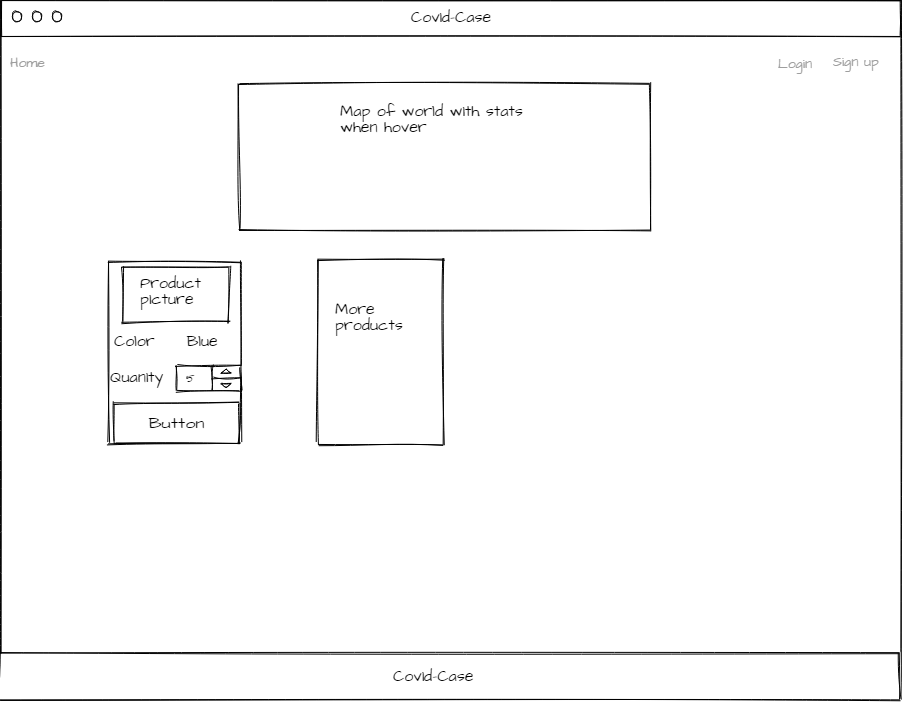 Covid-Case
Home
Login
Sign up
Map of world with stats
when hover
Product
picture
Color
Blue
Quanity
5
Button
More
products
Covid-Case